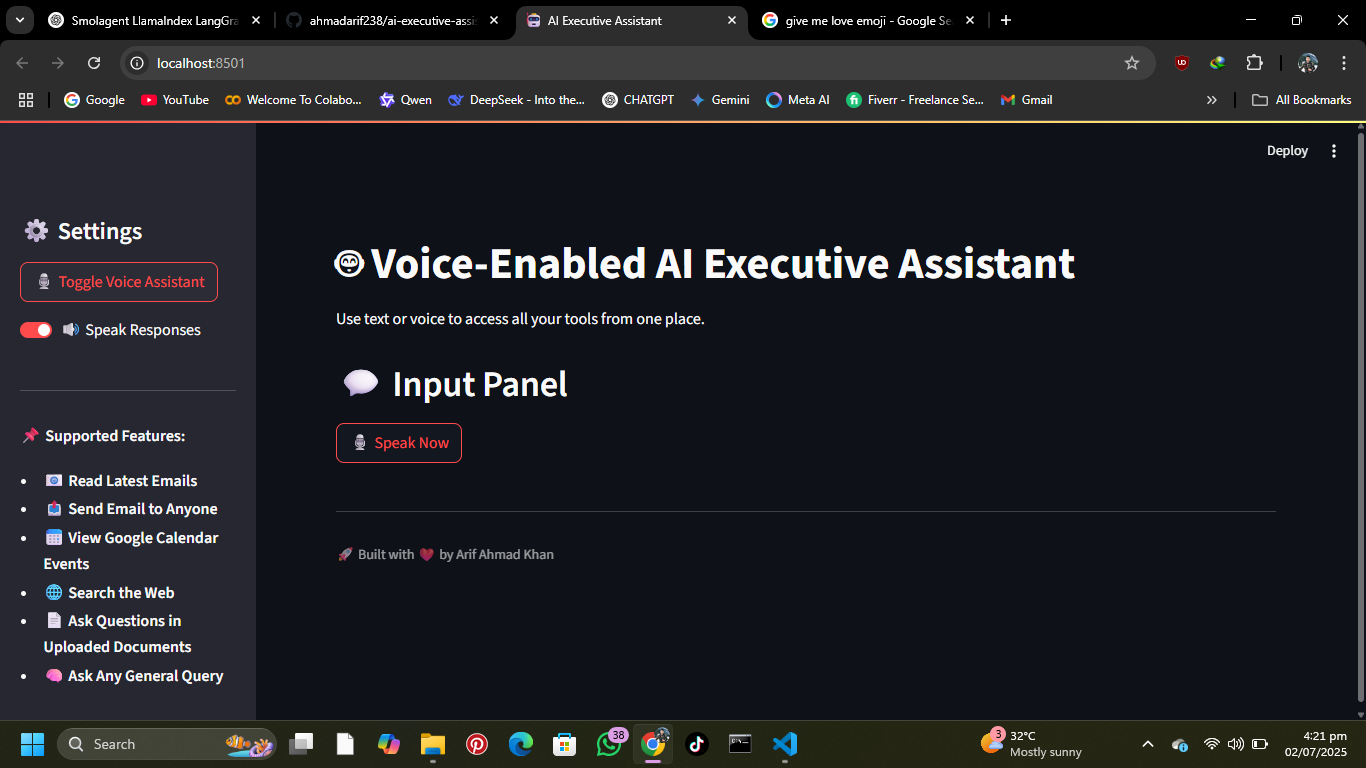 Smolagent LlamaIndex LangGra
ahmadarif238/ai-executive-assi
AI Executive Assistant
give me love emoji - Google Se
localhost:8501
Google
YouTube
Welcome To Colabo...
Qwen
DeepSeek - Into the...
CHATGPT
Gemini
Meta AI
Fiverr - Freelance Se...
Gmail
All Bookmarks
Deploy
⚙️ Settings
🎙️ Toggle Voice Assistant
🔊 Speak Responses
📌 Supported Features:
• 📧 Read Latest Emails
• 📤 Send Email to Anyone
• 📅 View Google Calendar
Events
• 🌐 Search the Web
• 📄 Ask Questions in
Uploaded Documents
• 🧠 Ask Any General Query
Voice-Enabled AI Executive Assistant
Use text or voice to access all your tools from one place.
💬 Input Panel
🎙️ Speak Now
🚀 Built with ❤️ by Arif Ahmad Khan
Search
38
3
32°C
Mostly sunny
4:21 pm
02/07/2025